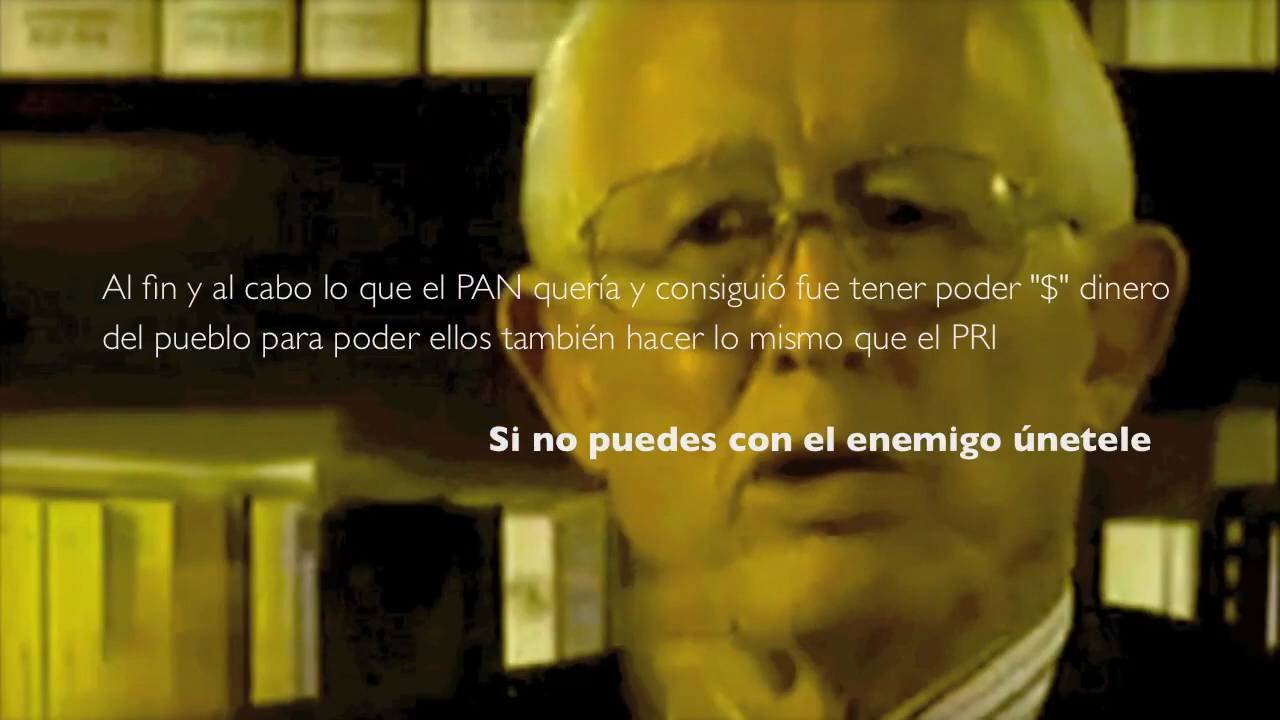 Al fin y al cabo lo que el PAN quería y consiguió fue tener poder "$" dinero
del pueblo para poder ellos también hacer lo mismo que el PRI
Si no puedes con el enemigo únetele